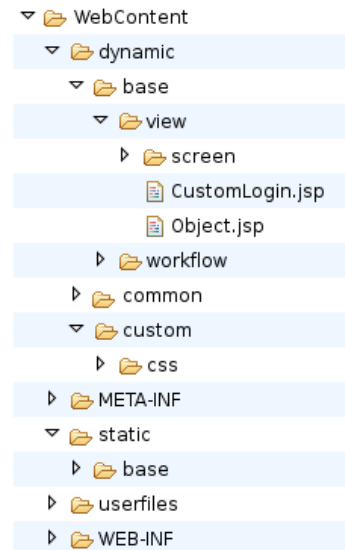 WebContent
dynamic
base
view
screen
CustomLogin.jsp
Object.jsp
workflow
common
custom
css
META-INF
static
base
userfiles
WEB-INF